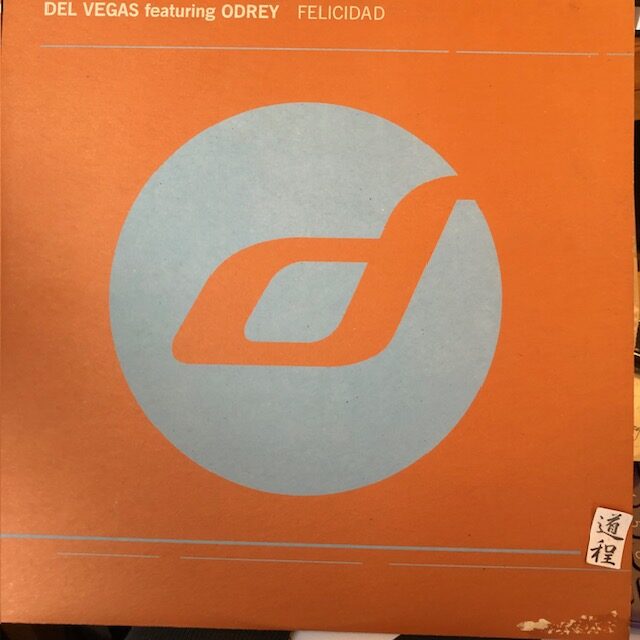 DEL VEGAS featuring ODREY FELICIDAD
d
道程